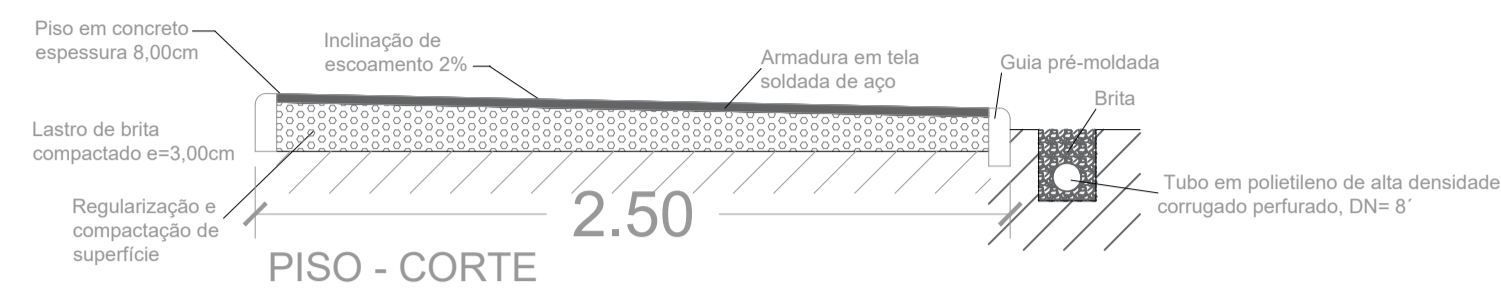 Piso em concreto
espessura 8,00cm
Inclinação de
escoamento 2%
Armadura em tela
soldada de aço
Guia pré-moldada
Brita
Lastro de brita
compactado e=3,00cm
Tubo em polietileno de alta densidade
corrugado perfurado, DN= 8´
Regularização e
compactação de
superfície
2.50
PISO - CORTE